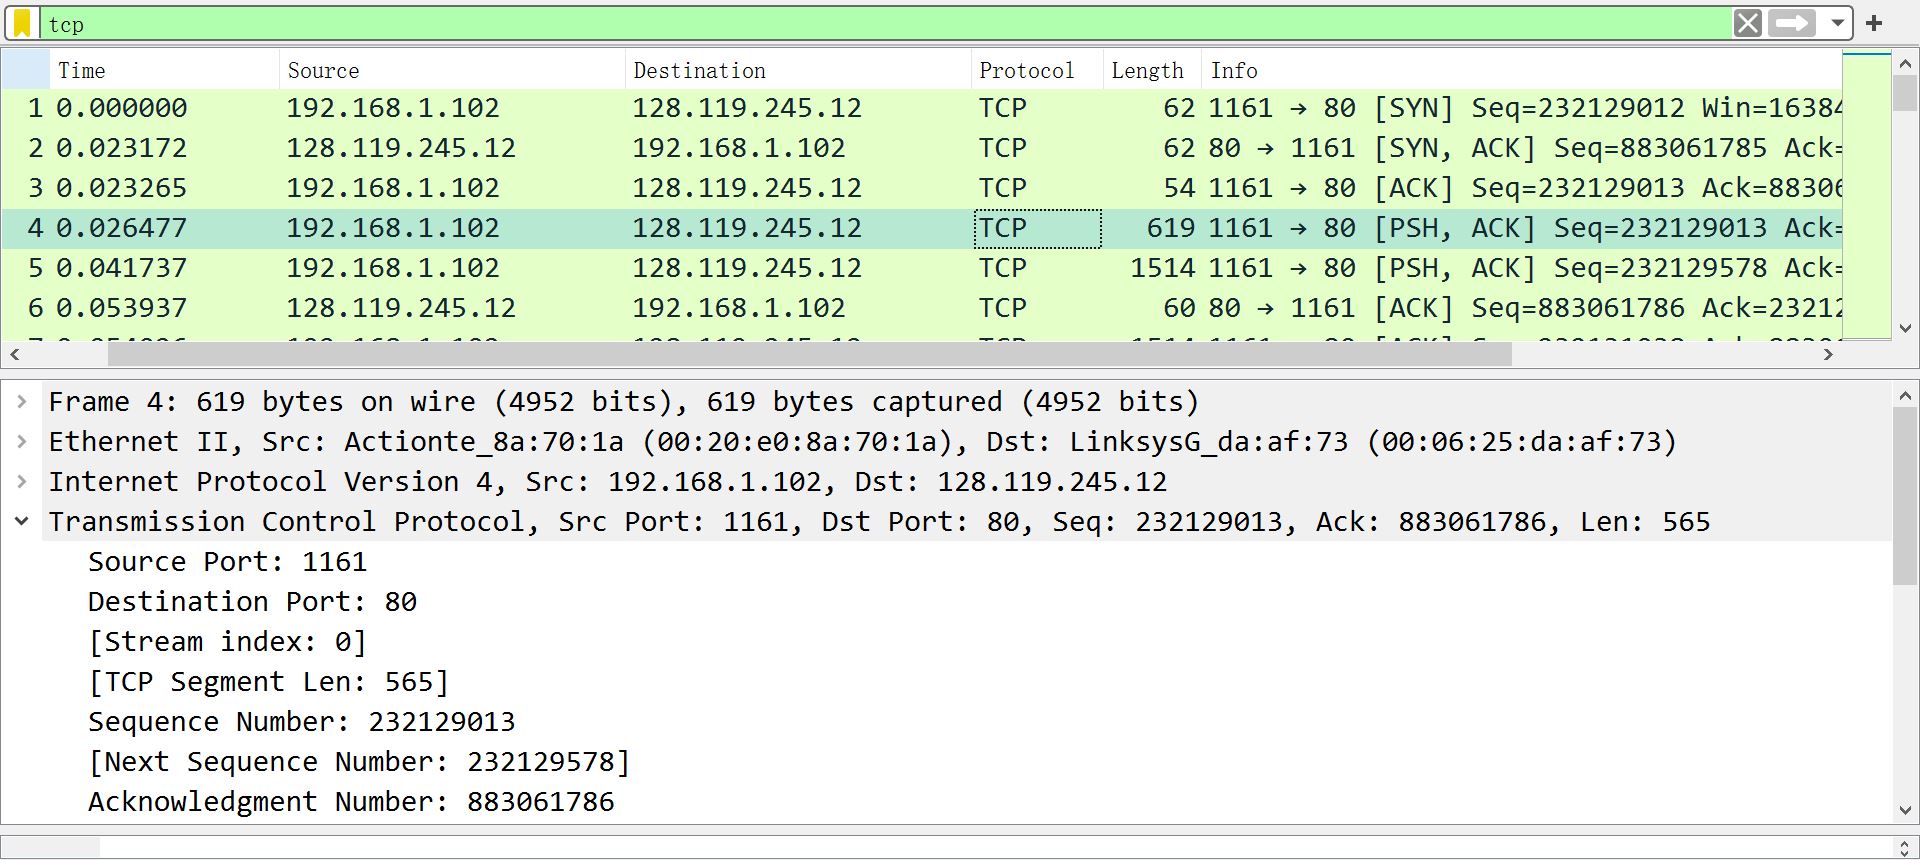 tcp
Time Source Destination Protocol Length Info
1 0.000000 192.168.1.102 128.119.245.12 TCP 62 1161 → 80 [SYN] Seq=232129012 Win=16384
2 0.023172 128.119.245.12 192.168.1.102 TCP 62 80 → 1161 [SYN, ACK] Seq=883061785 Ack=
3 0.023265 192.168.1.102 128.119.245.12 TCP 54 1161 → 80 [ACK] Seq=232129013 Ack=88306
4 0.026477 192.168.1.102 128.119.245.12 TCP 619 1161 → 80 [PSH, ACK] Seq=232129013 Ack=
5 0.041737 192.168.1.102 128.119.245.12 TCP 1514 1161 → 80 [PSH, ACK] Seq=232129578 Ack=
6 0.053937 128.119.245.12 192.168.1.102 TCP 60 80 → 1161 [ACK] Seq=883061786 Ack=23212
Frame 4: 619 bytes on wire (4952 bits), 619 bytes captured (4952 bits)
Ethernet II, Src: Actionte_8a:70:1a (00:20:e0:8a:70:1a), Dst: LinksysG_da:af:73 (00:06:25:da:af:73)
Internet Protocol Version 4, Src: 192.168.1.102, Dst: 128.119.245.12
Transmission Control Protocol, Src Port: 1161, Dst Port: 80, Seq: 232129013, Ack: 883061786, Len: 565
Source Port: 1161
Destination Port: 80
[Stream index: 0]
[TCP Segment Len: 565]
Sequence Number: 232129013
[Next Sequence Number: 232129578]
Acknowledgment Number: 883061786